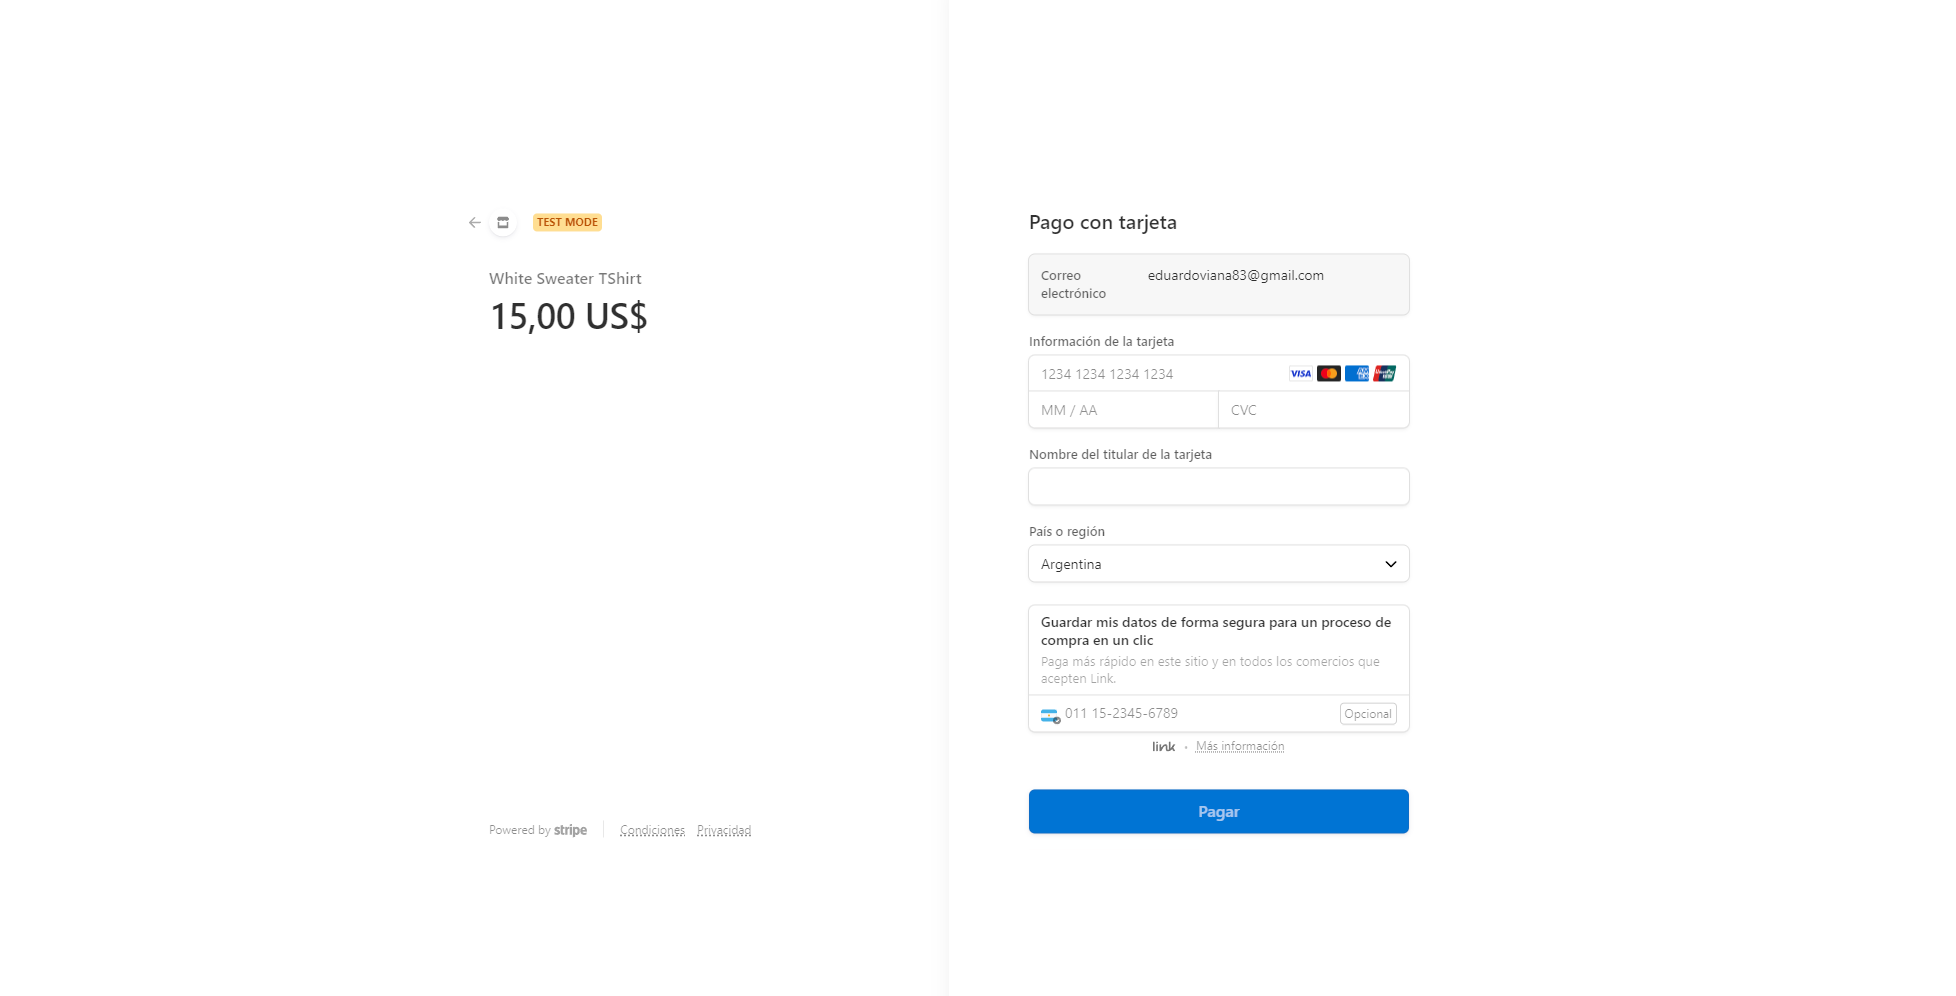 TEST MODE
White Sweater TShirt
15,00 US$
Powered by stripe
Condiciones Privacidad
Pago con tarjeta
Correo
electrónico
eduardoviana83@gmail.com
Información de la tarjeta
1234 1234 1234 1234
VISA
MM / AA
CVC
Nombre del titular de la tarjeta
País o región
Argentina
Guardar mis datos de forma segura para un proceso de
compra en un clic
Paga más rápido en este sitio y en todos los comercios que
acepten Link.
011 15-2345-6789
Opcional
link · Más información
Pagar